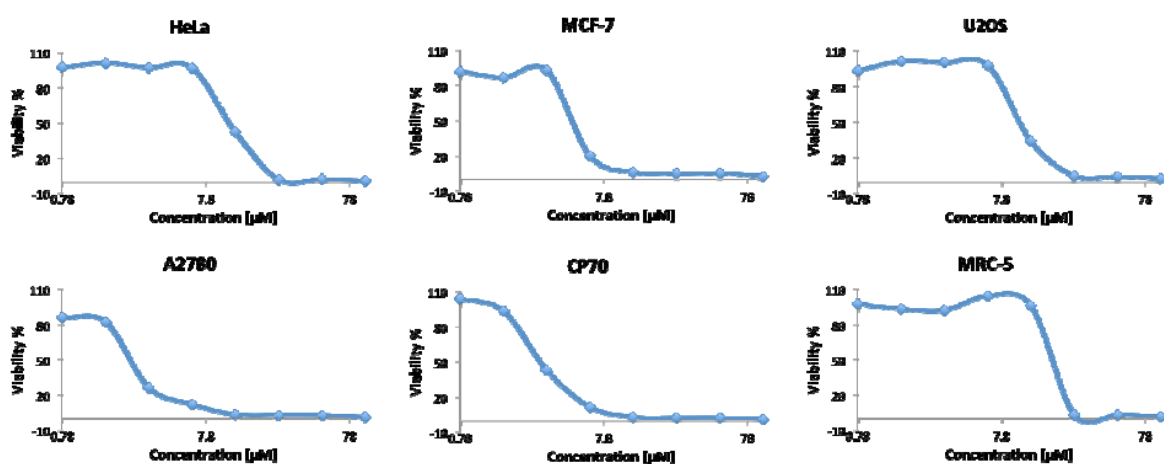 HeLa
110
80
50
20
-10
0.78
7.8
78
Viability %
Concentration [µM]
MCF-7
110
80
50
20
-10
0.78
7.8
78
Viability %
Concentration [µM]
U2OS
110
80
50
20
-10
0.78
7.8
78
Viability %
Concentration [µM]
A2780
110
80
50
20
-10
0.78
7.8
78
Viability %
Concentration [µM]
CP70
110
80
50
20
-10
0.78
7.8
78
Viability %
Concentration [µM]
MRC-5
110
80
50
20
-10
0.78
7.8
78
Viability %
Concentration [µM]